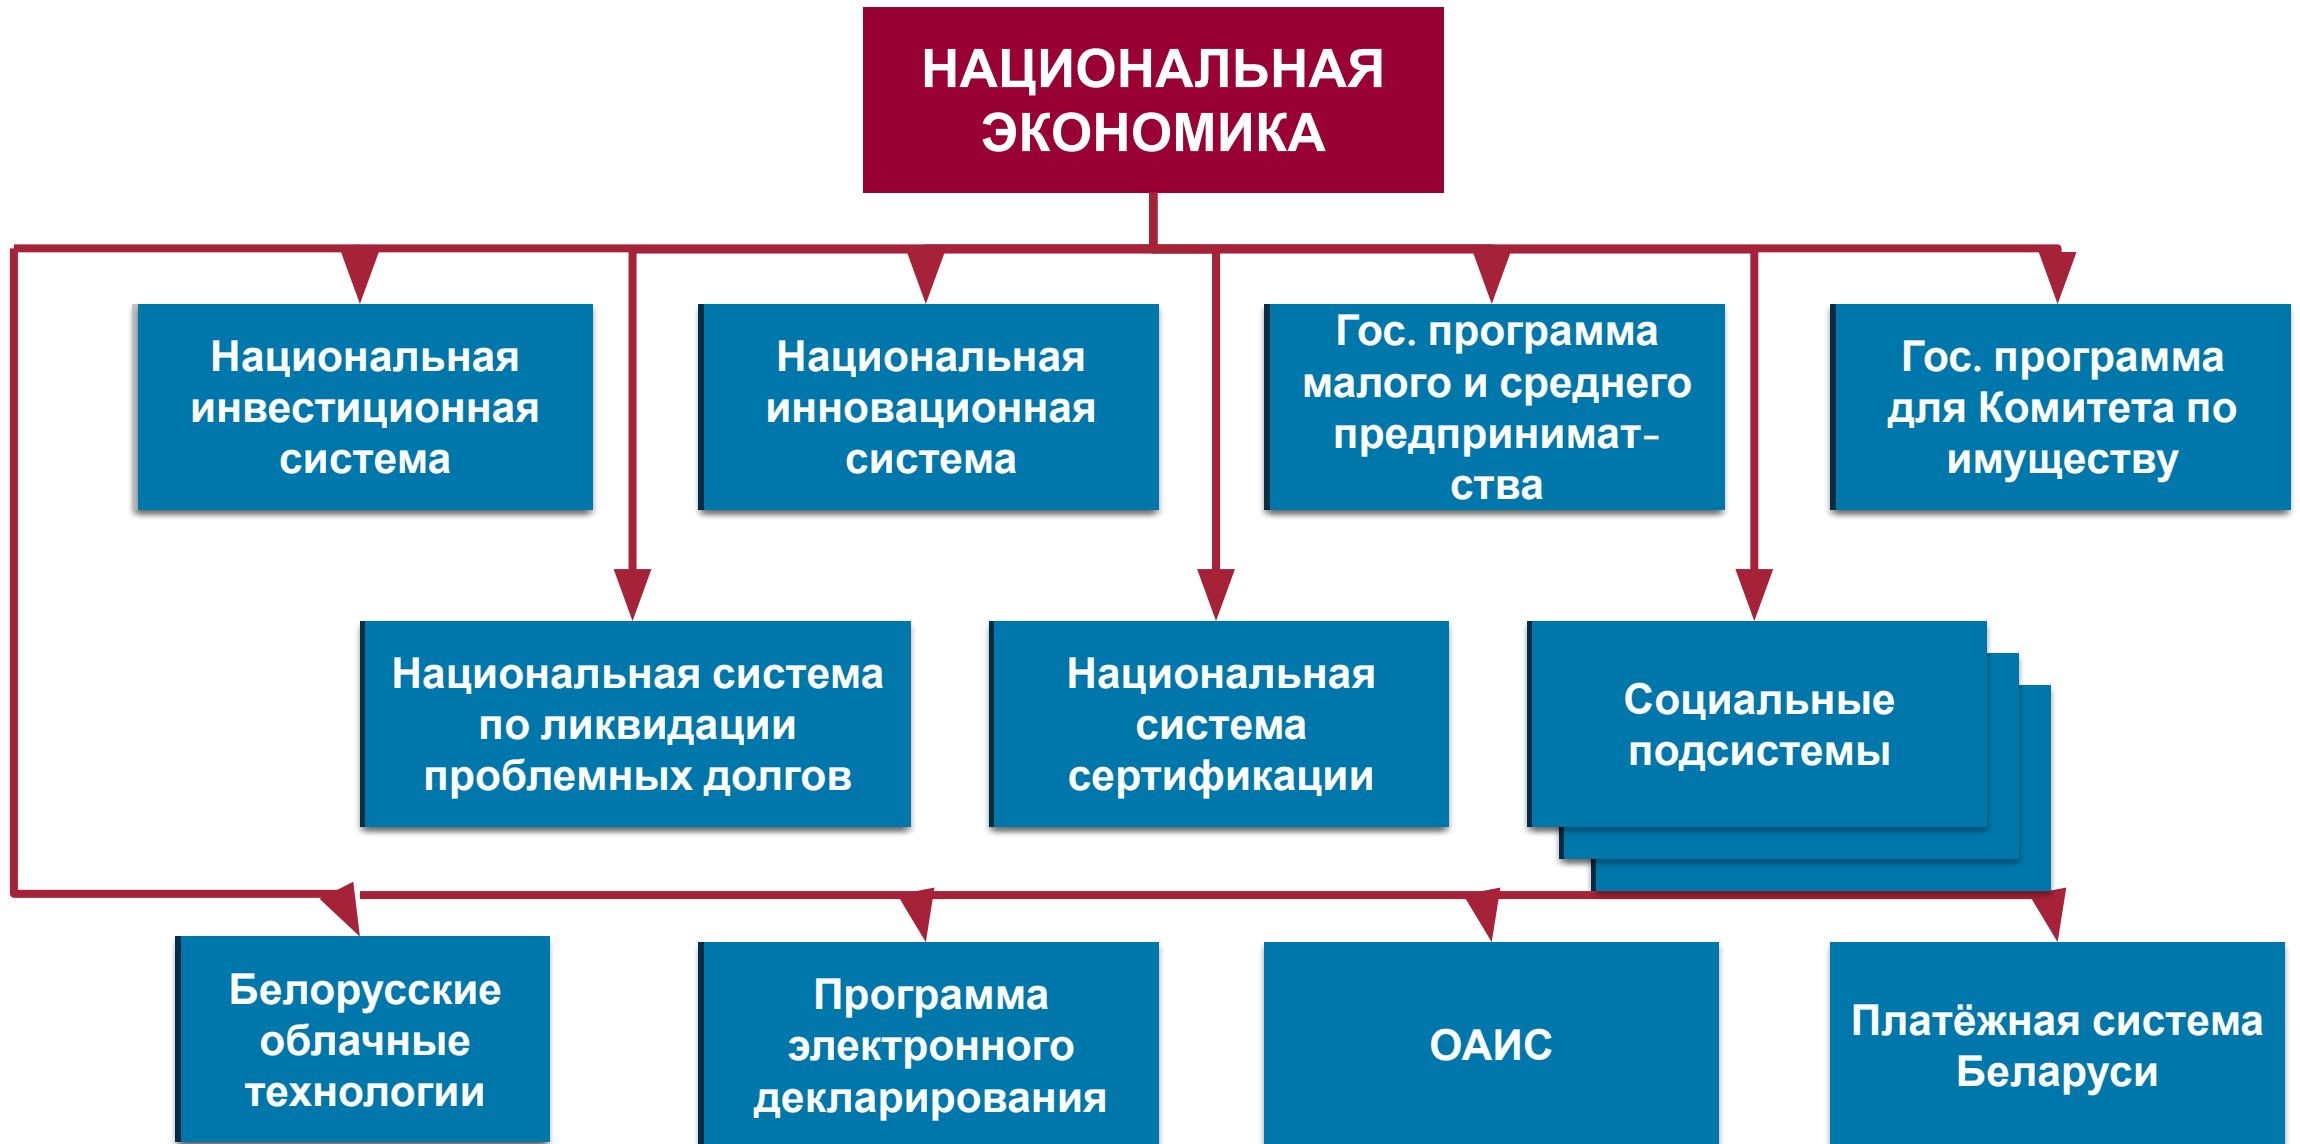 НАЦИОНАЛЬНАЯ
ЭКОНОМИКА
Национальная
инвестиционная
система
Национальная
инновационная
система
Гос. программа
малого и среднего
предпринимат-
ства
Гос. программа
для Комитета по
имуществу
Национальная система
по ликвидации
проблемных долгов
Национальная
система
сертификации
Социальные
подсистемы
Белорусские
облачные
технологии
Программа
электронного
декларирования
ОАИС
Платёжная система
Беларуси